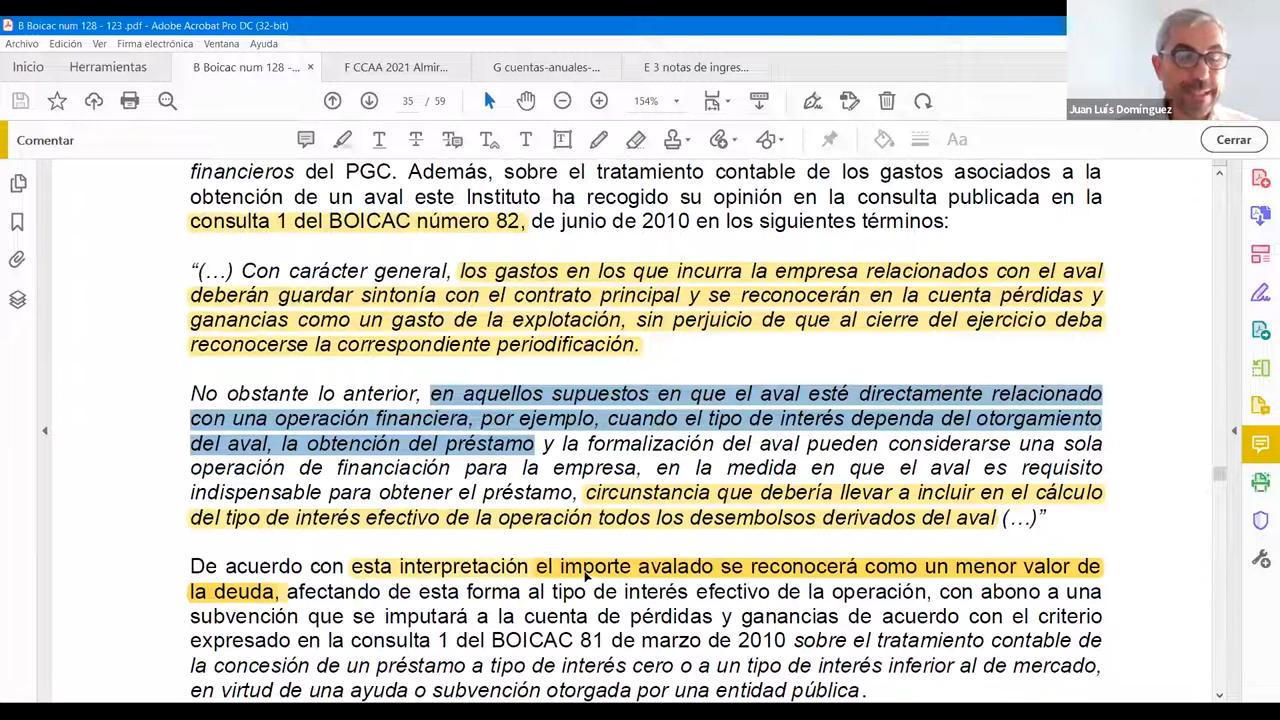 B Boicac num 128 - 123 .pdf - Adobe Acrobat Pro DC (32-bit)
Archivo Edición Ver Firma electrónica Ventana Ayuda
Inicio Herramientas B Boicac num 128 -... × F CCAA 2021 Almir... G cuentas-anuales-... E 3 notas de ingres...
35 / 59 154%
Juan Luís Domínguez
Comentar Cerrar
financieros del PGC. Además, sobre el tratamiento contable de los gastos asociados a la
obtención de un aval este Instituto ha recogido su opinión en la consulta publicada en la
consulta 1 del BOICAC número 82, de junio de 2010 en los siguientes términos:
“(…) Con carácter general, los gastos en los que incurra la empresa relacionados con el aval
deberán guardar sintonía con el contrato principal y se reconocerán en la cuenta pérdidas y
ganancias como un gasto de la explotación, sin perjuicio de que al cierre del ejercicio deba
reconocerse la correspondiente periodificación.
No obstante lo anterior, en aquellos supuestos en que el aval esté directamente relacionado
con una operación financiera, por ejemplo, cuando el tipo de interés dependa del otorgamiento
del aval, la obtención del préstamo y la formalización del aval pueden considerarse una sola
operación de financiación para la empresa, en la medida en que el aval es requisito
indispensable para obtener el préstamo, circunstancia que debería llevar a incluir en el cálculo
del tipo de interés efectivo de la operación todos los desembolsos derivados del aval (…)”
De acuerdo con esta interpretación el importe avalado se reconocerá como un menor valor de
la deuda, afectando de esta forma al tipo de interés efectivo de la operación, con abono a una
subvención que se imputará a la cuenta de pérdidas y ganancias de acuerdo con el criterio
expresado en la consulta 1 del BOICAC 81 de marzo de 2010 sobre el tratamiento contable de
la concesión de un préstamo a tipo de interés cero o a un tipo de interés inferior al de mercado,
en virtud de una ayuda o subvención otorgada por una entidad pública.